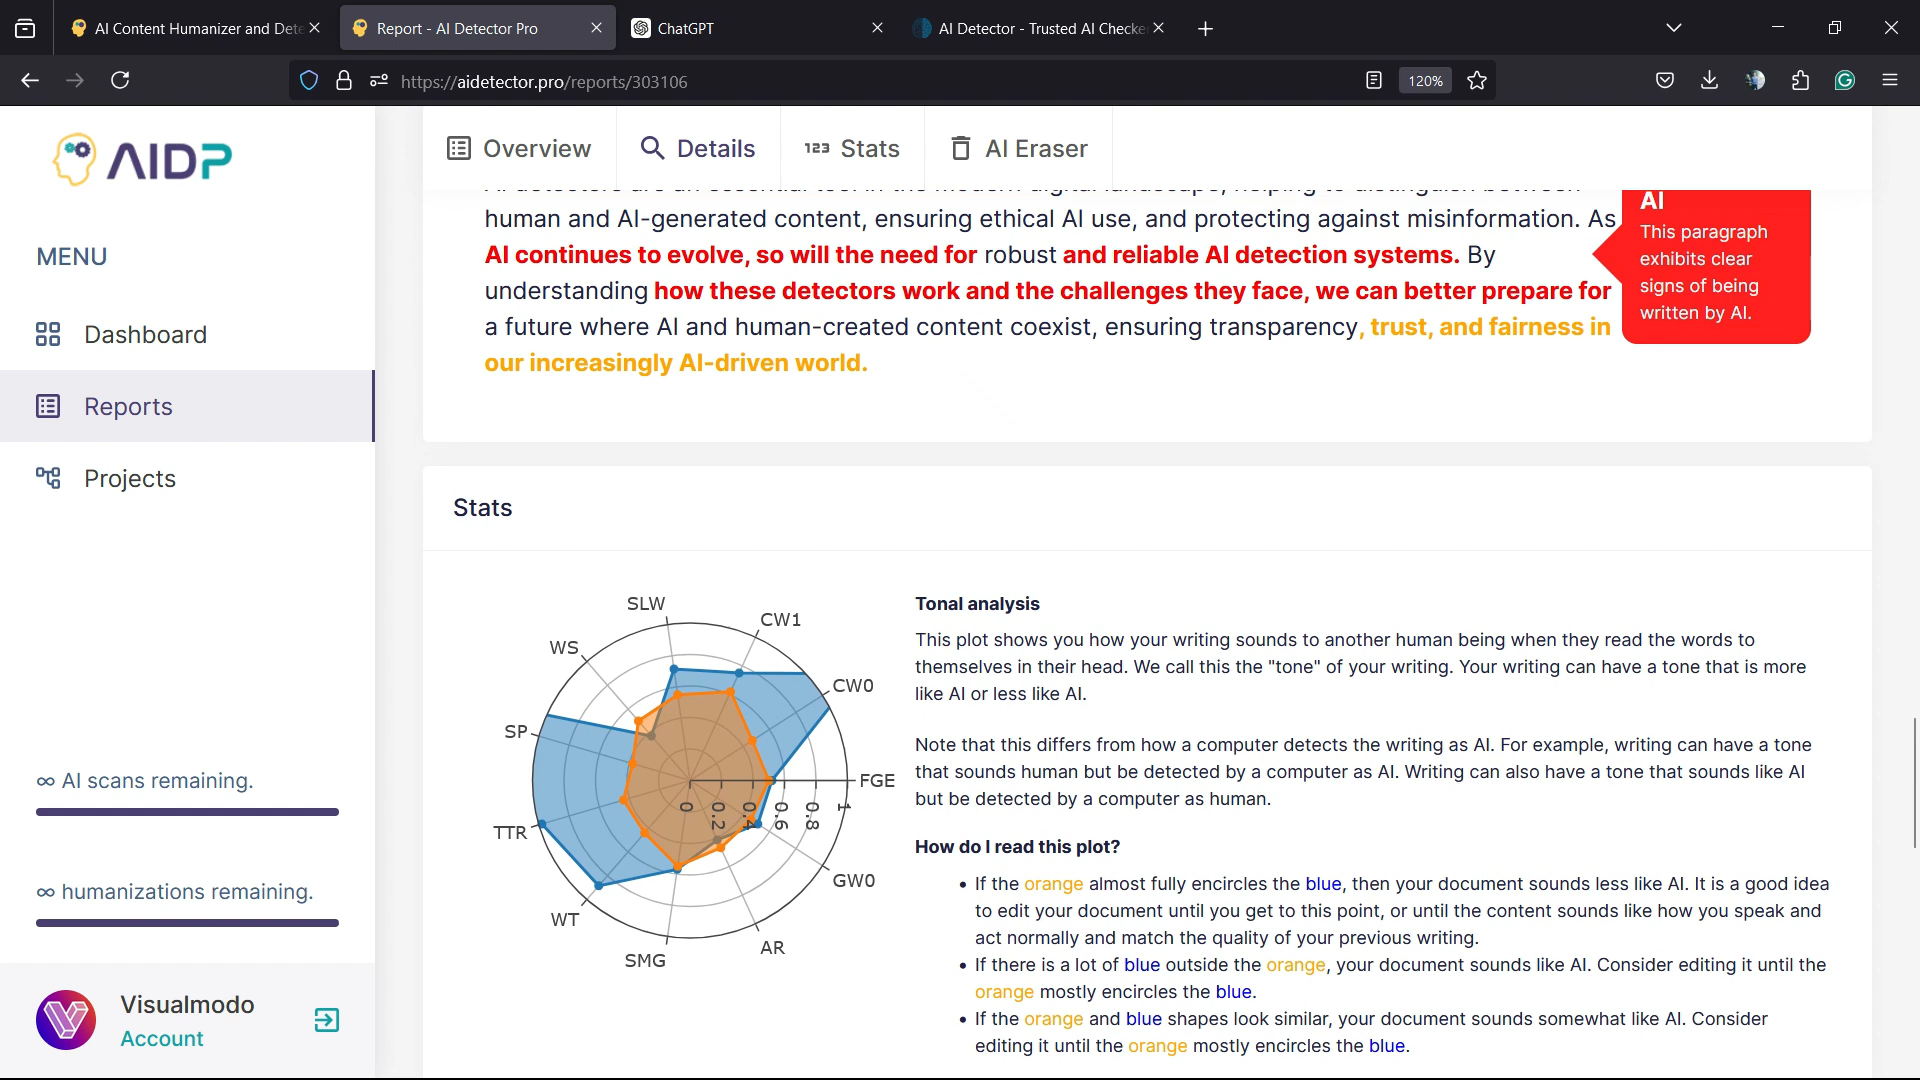 AI Content Humanizer and Dete
Report - AI Detector Pro
ChatGPT
AI Detector - Trusted AI Checke
https://aidetector.pro/reports/303106
120%
AIDP
MENU
Dashboard
Reports
Projects
∞ AI scans remaining.
∞ humanizations remaining.
Visualmodo
Account
Overview
Details
123 Stats
AI Eraser
AI detectors are an essential tool in the modern digital landscape, helping to distinguish between
human and AI-generated content, ensuring ethical AI use, and protecting against misinformation. As
AI continues to evolve, so will the need for robust and reliable AI detection systems. By
understanding how these detectors work and the challenges they face, we can better prepare for
a future where AI and human-created content coexist, ensuring transparency, trust, and fairness in
our increasingly AI-driven world.
AI
This paragraph
exhibits clear
signs of being
written by AI.
Stats
SLW
CW1
WS
CW0
SP
FGE
0
0.2
0.4
0.6
0.8
1
TTR
GW0
WT
AR
SMG
Tonal analysis
This plot shows you how your writing sounds to another human being when they read the words to
themselves in their head. We call this the "tone" of your writing. Your writing can have a tone that is more
like AI or less like AI.
Note that this differs from how a computer detects the writing as AI. For example, writing can have a tone
that sounds human but be detected by a computer as AI. Writing can also have a tone that sounds like AI
but be detected by a computer as human.
How do I read this plot?
• If the orange almost fully encircles the blue, then your document sounds less like AI. It is a good idea
to edit your document until you get to this point, or until the content sounds like how you speak and
act normally and match the quality of your previous writing.
• If there is a lot of blue outside the orange, your document sounds like AI. Consider editing it until the
orange mostly encircles the blue.
• If the orange and blue shapes look similar, your document sounds somewhat like AI. Consider
editing it until the orange mostly encircles the blue.